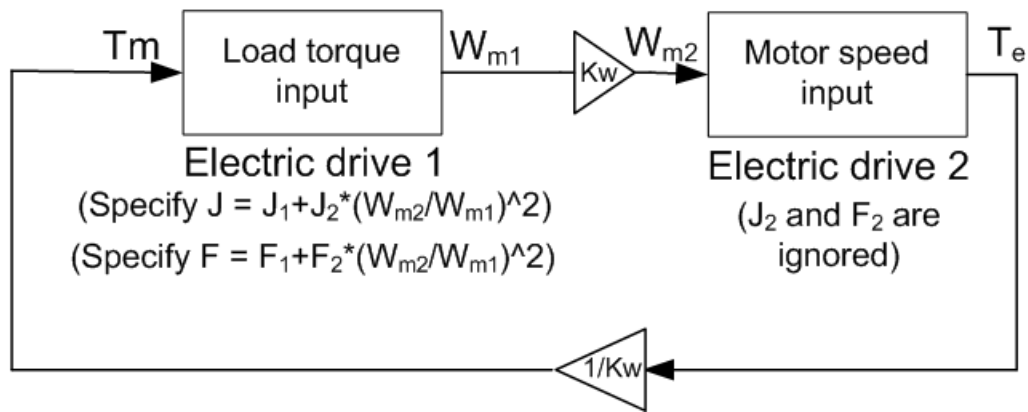 Tm
Load torque
input
Wm1
Kw
Wm2
Motor speed
input
Te
Electric drive 1
(Specify J = J1+J2*(Wm2/Wm1)^2)
(Specify F = F1+F2*(Wm2/Wm1)^2)
Electric drive 2
(J2 and F2 are
ignored)
1/Kw